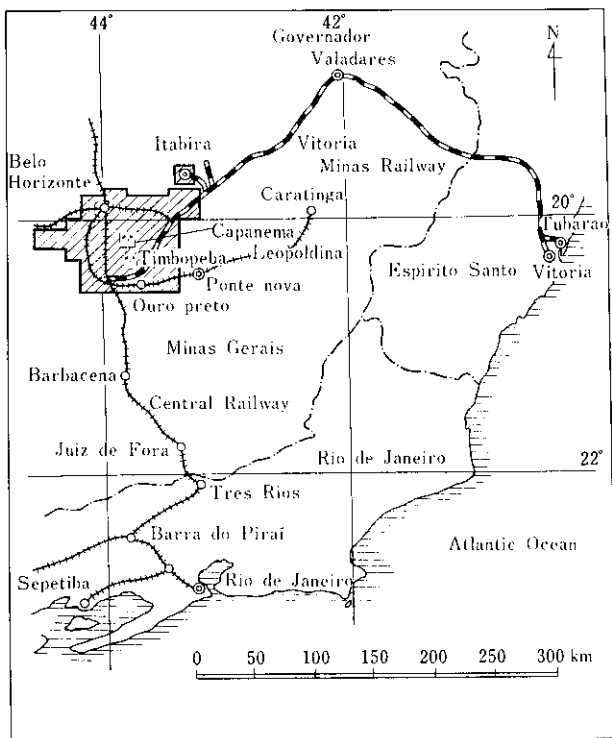 44°
42°
Governador
Valadares
N
Itabira
Vitoria
Minas Railway
Belo
Horizonte
Caratinga
20°
Tubarao
Capanema
Timbopeba
Leopoldina
Espirito Santo
Vitoria
Ponte nova
Ouro preto
Minas Gerais
Barbacena
Central Railway
Juiz de Fora
Rio de Janeiro
22°
Tres Rios
Barra do Piraí
Atlantic Ocean
Sepetiba
Rio de Janeiro
0 50 100 150 200 250 300 km